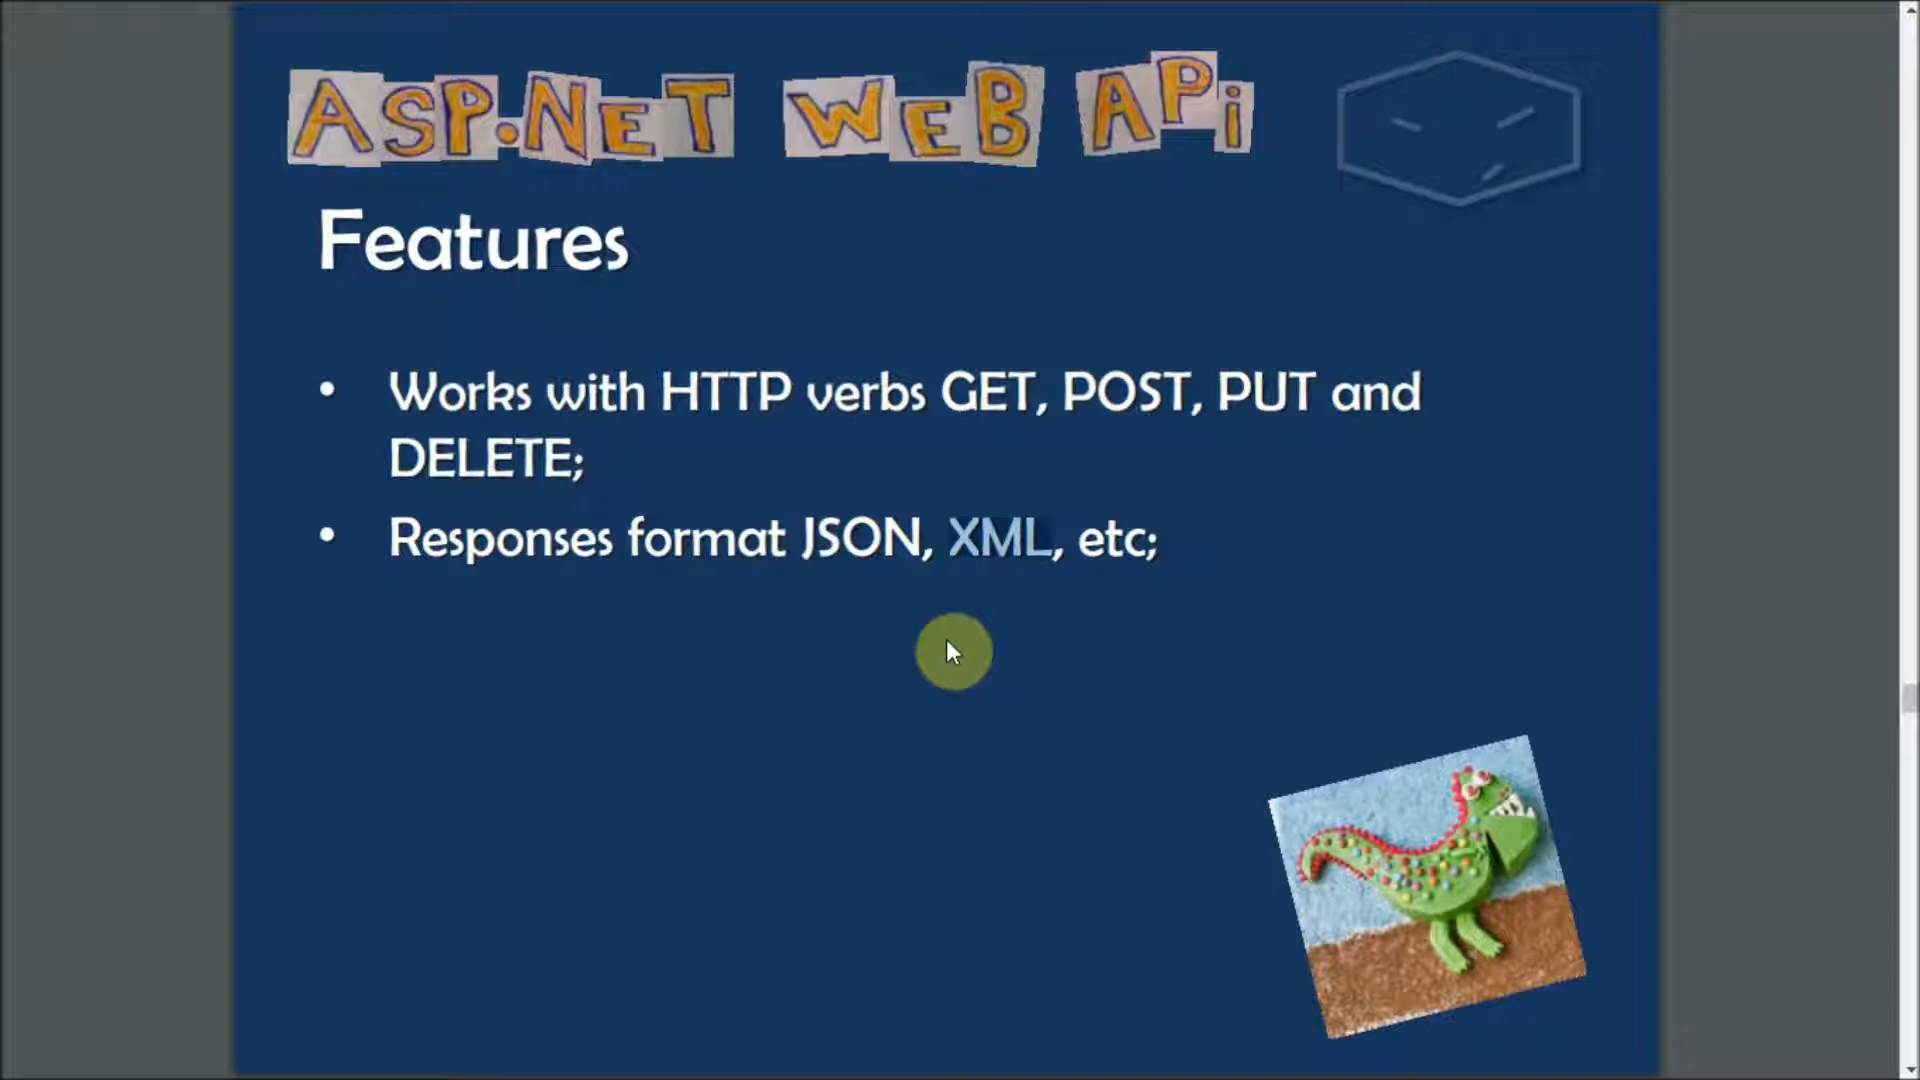 ASP.NET WEB APi
Features
• Works with HTTP verbs GET, POST, PUT and
DELETE;
• Responses format JSON, XML, etc;